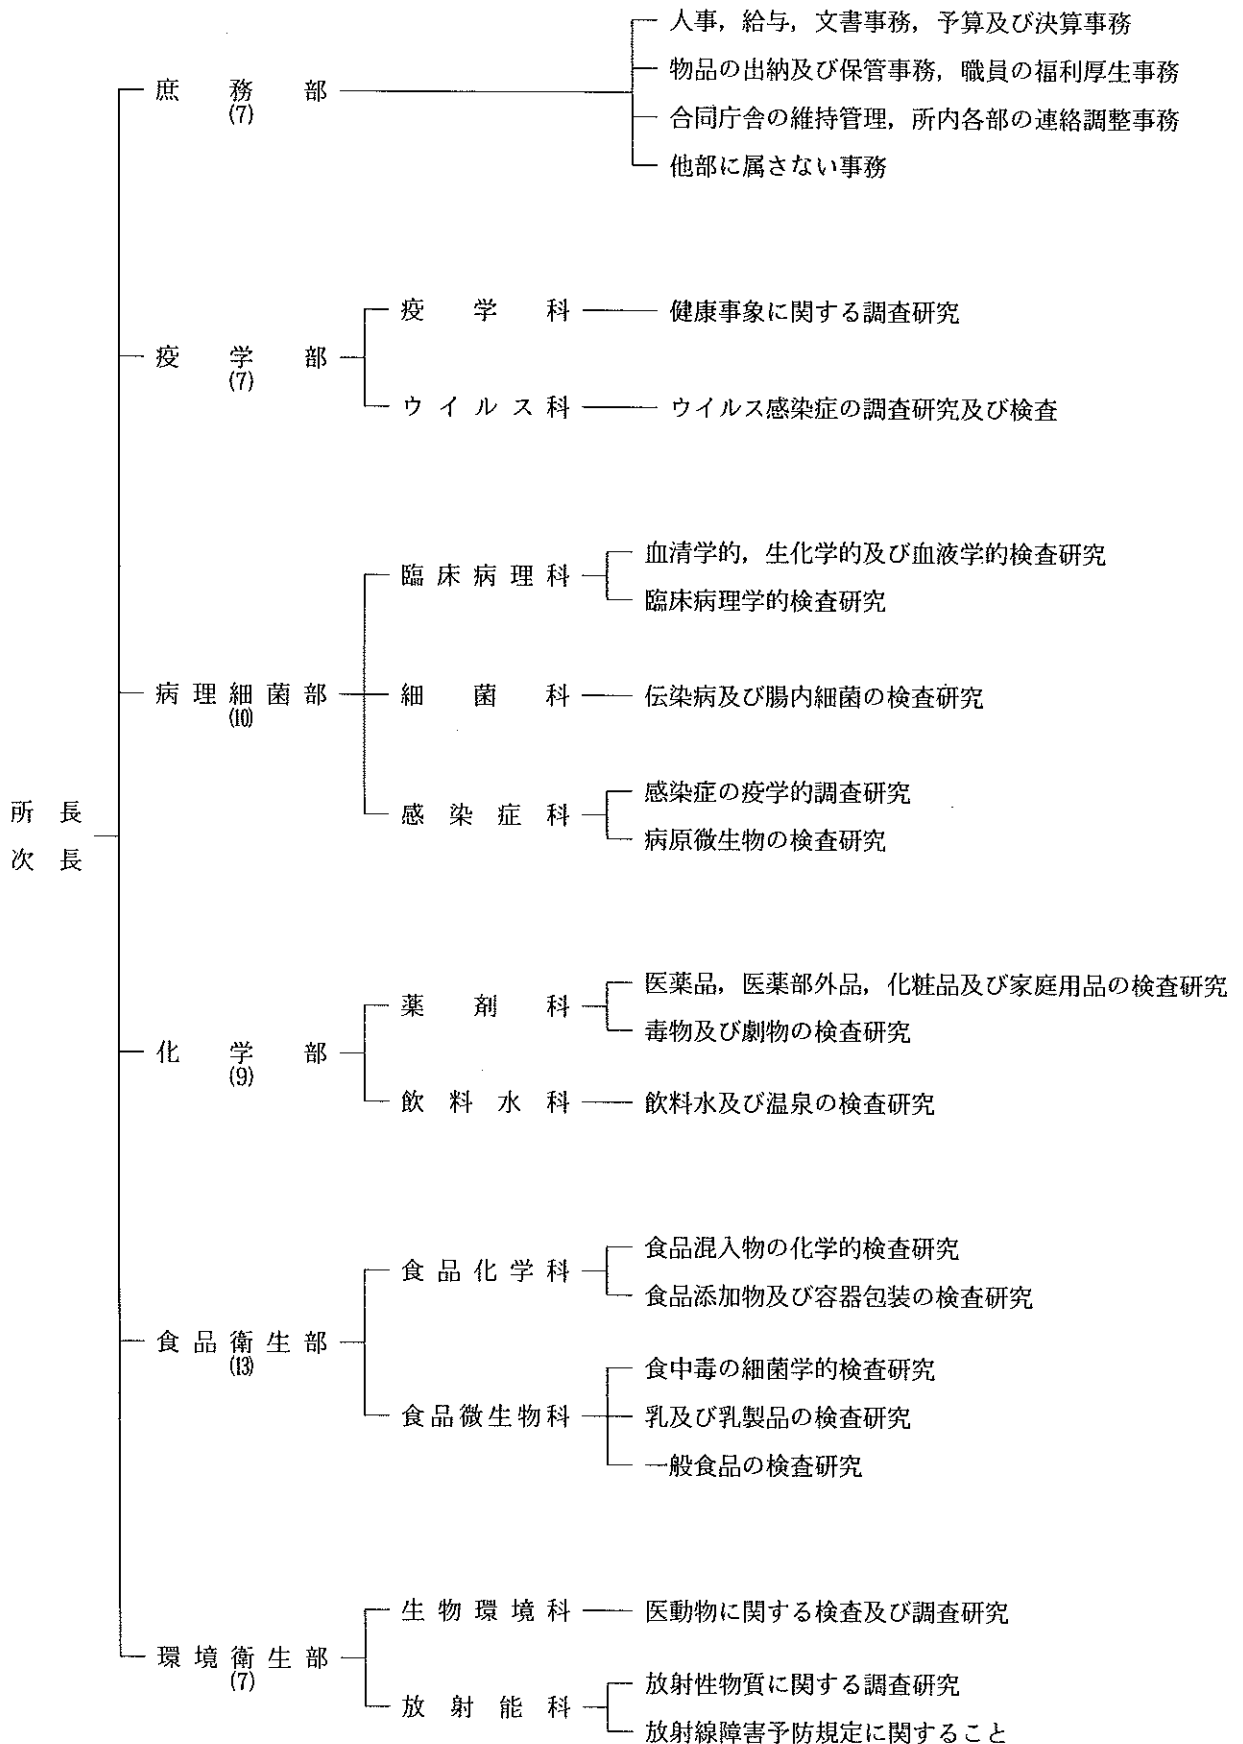 所長
次長
庶務部
(7)
人事，給与，文書事務，予算及び決算事務
物品の出納及び保管事務，職員の福利厚生事務
合同庁舎の維持管理，所内各部の連絡調整事務
他部に属さない事務
疫学部
(7)
疫学科
健康事象に関する調査研究
ウイルス科
ウイルス感染症の調査研究及び検査
病理細菌部
(10)
臨床病理科
血清学的，生化学的及び血液学的検査研究
臨床病理学的検査研究
細菌科
伝染病及び腸内細菌の検査研究
感染症科
感染症の疫学的調査研究
病原微生物の検査研究
化学部
(9)
薬剤科
医薬品，医薬部外品，化粧品及び家庭用品の検査研究
毒物及び劇物の検査研究
飲料水科
飲料水及び温泉の検査研究
食品衛生部
(13)
食品化学科
食品混入物の化学的検査研究
食品添加物及び容器包装の検査研究
食品微生物科
食中毒の細菌学的検査研究
乳及び乳製品の検査研究
一般食品の検査研究
環境衛生部
(7)
生物環境科
医動物に関する検査及び調査研究
放射能科
放射性物質に関する調査研究
放射線障害予防規定に関すること